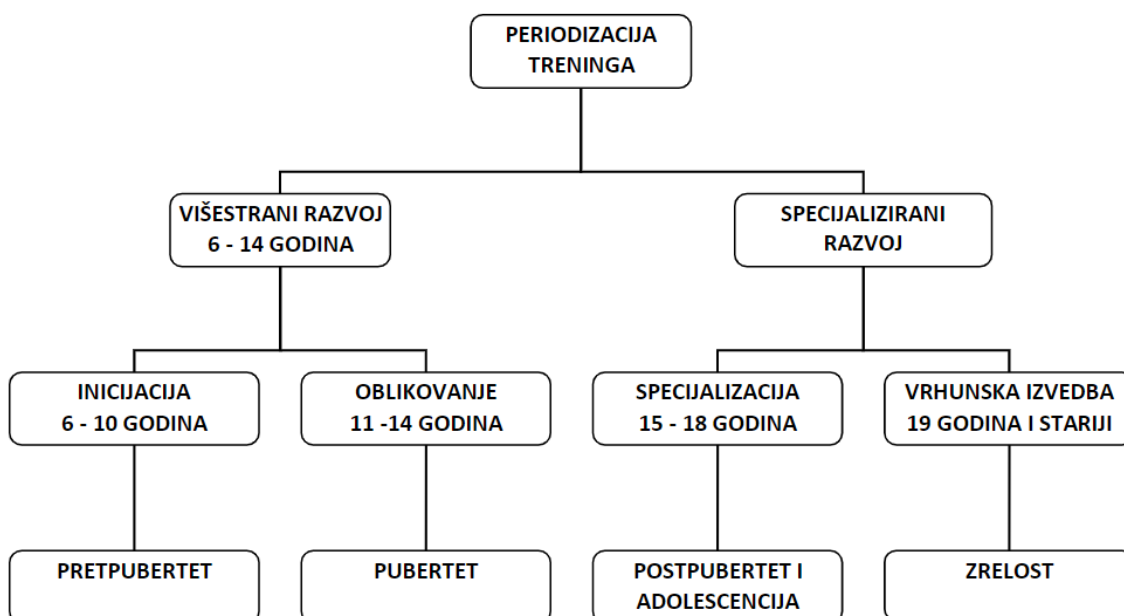 PERIODIZACIJA
TRENINGA
VIŠESTRANI RAZVOJ
6 - 14 GODINA
SPECIJALIZIRANI
RAZVOJ
INICIJACIJA
6 - 10 GODINA
OBLIKOVANJE
11 -14 GODINA
SPECIJALIZACIJA
15 - 18 GODINA
VRHUNSKA IZVEDBA
19 GODINA I STARIJI
PRETPUBERTET
PUBERTET
POSTPUBERTET I
ADOLESCENCIJA
ZRELOST